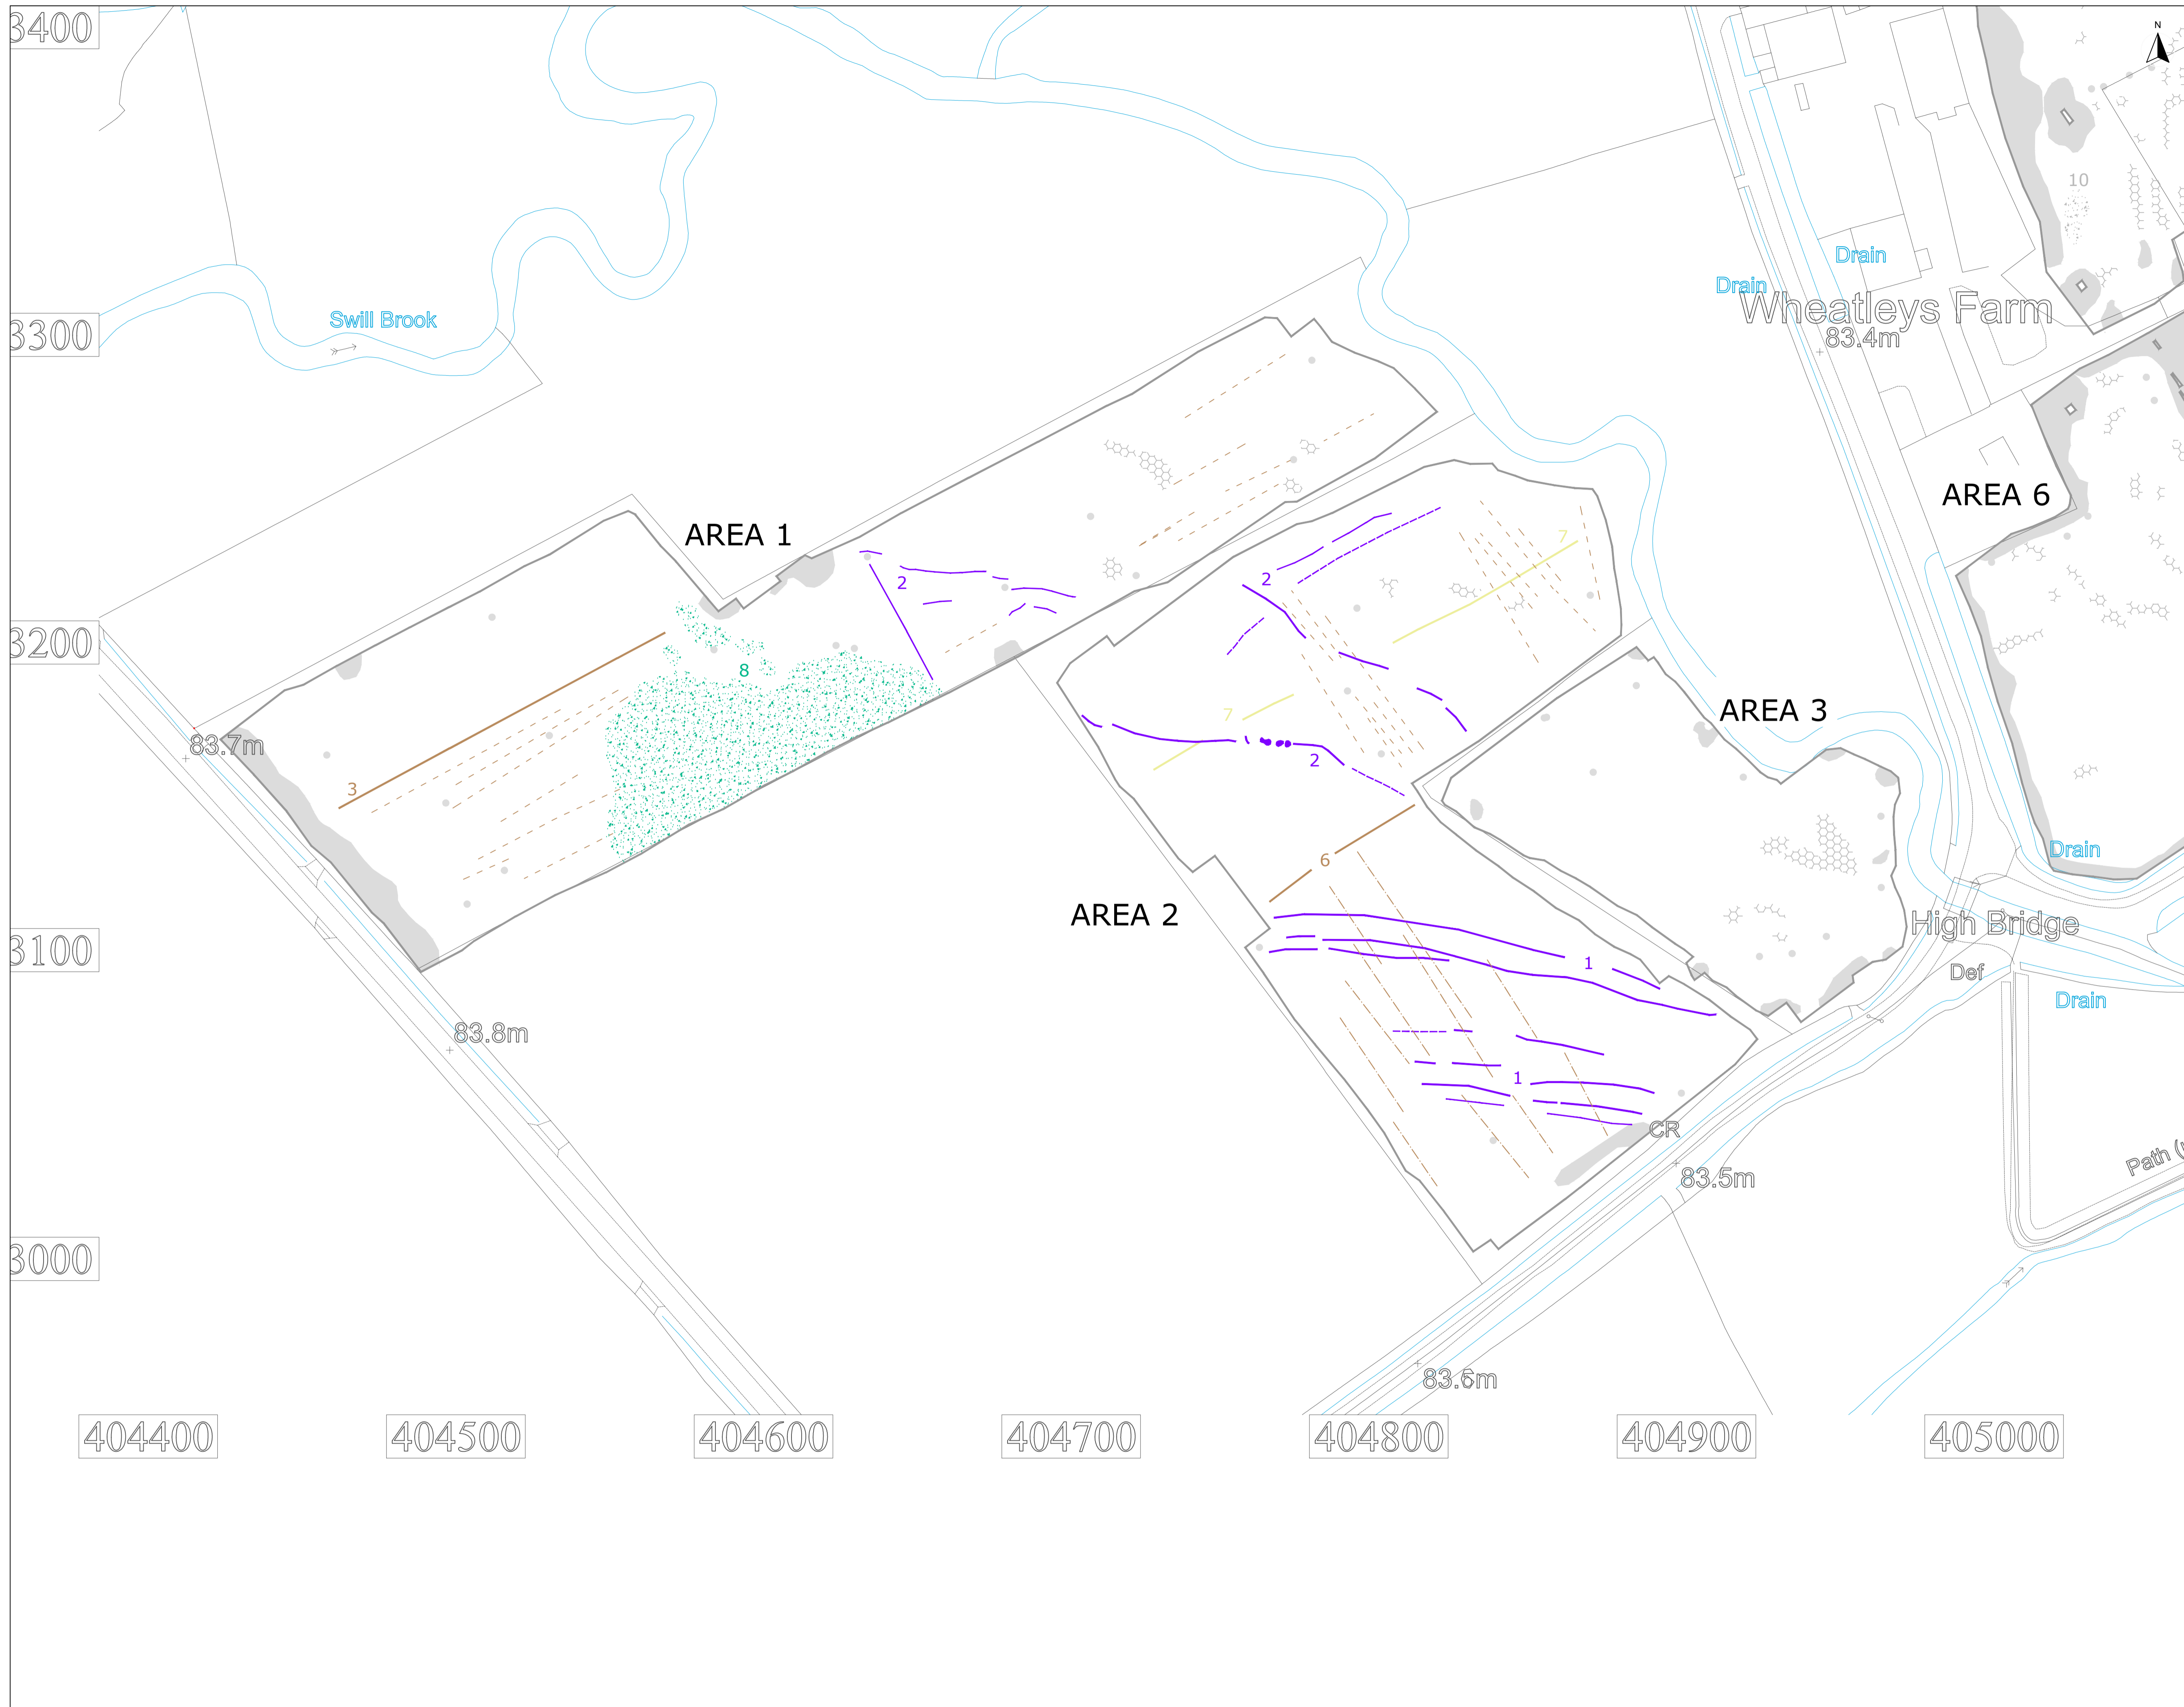 3400
N
10
Drain
Drain
Wheatleys Farm
83.4m
Swill Brook
3300
AREA 6
AREA 1
7
2
2
3200
8
AREA 3
7
83.7m
2
3
Drain
6
AREA 2
High Bridge
3100
1
Def
Drain
83.8m
1
CR
Path (
83.5m
3000
83.6m
404400
404500
404600
404700
404800
404900
405000